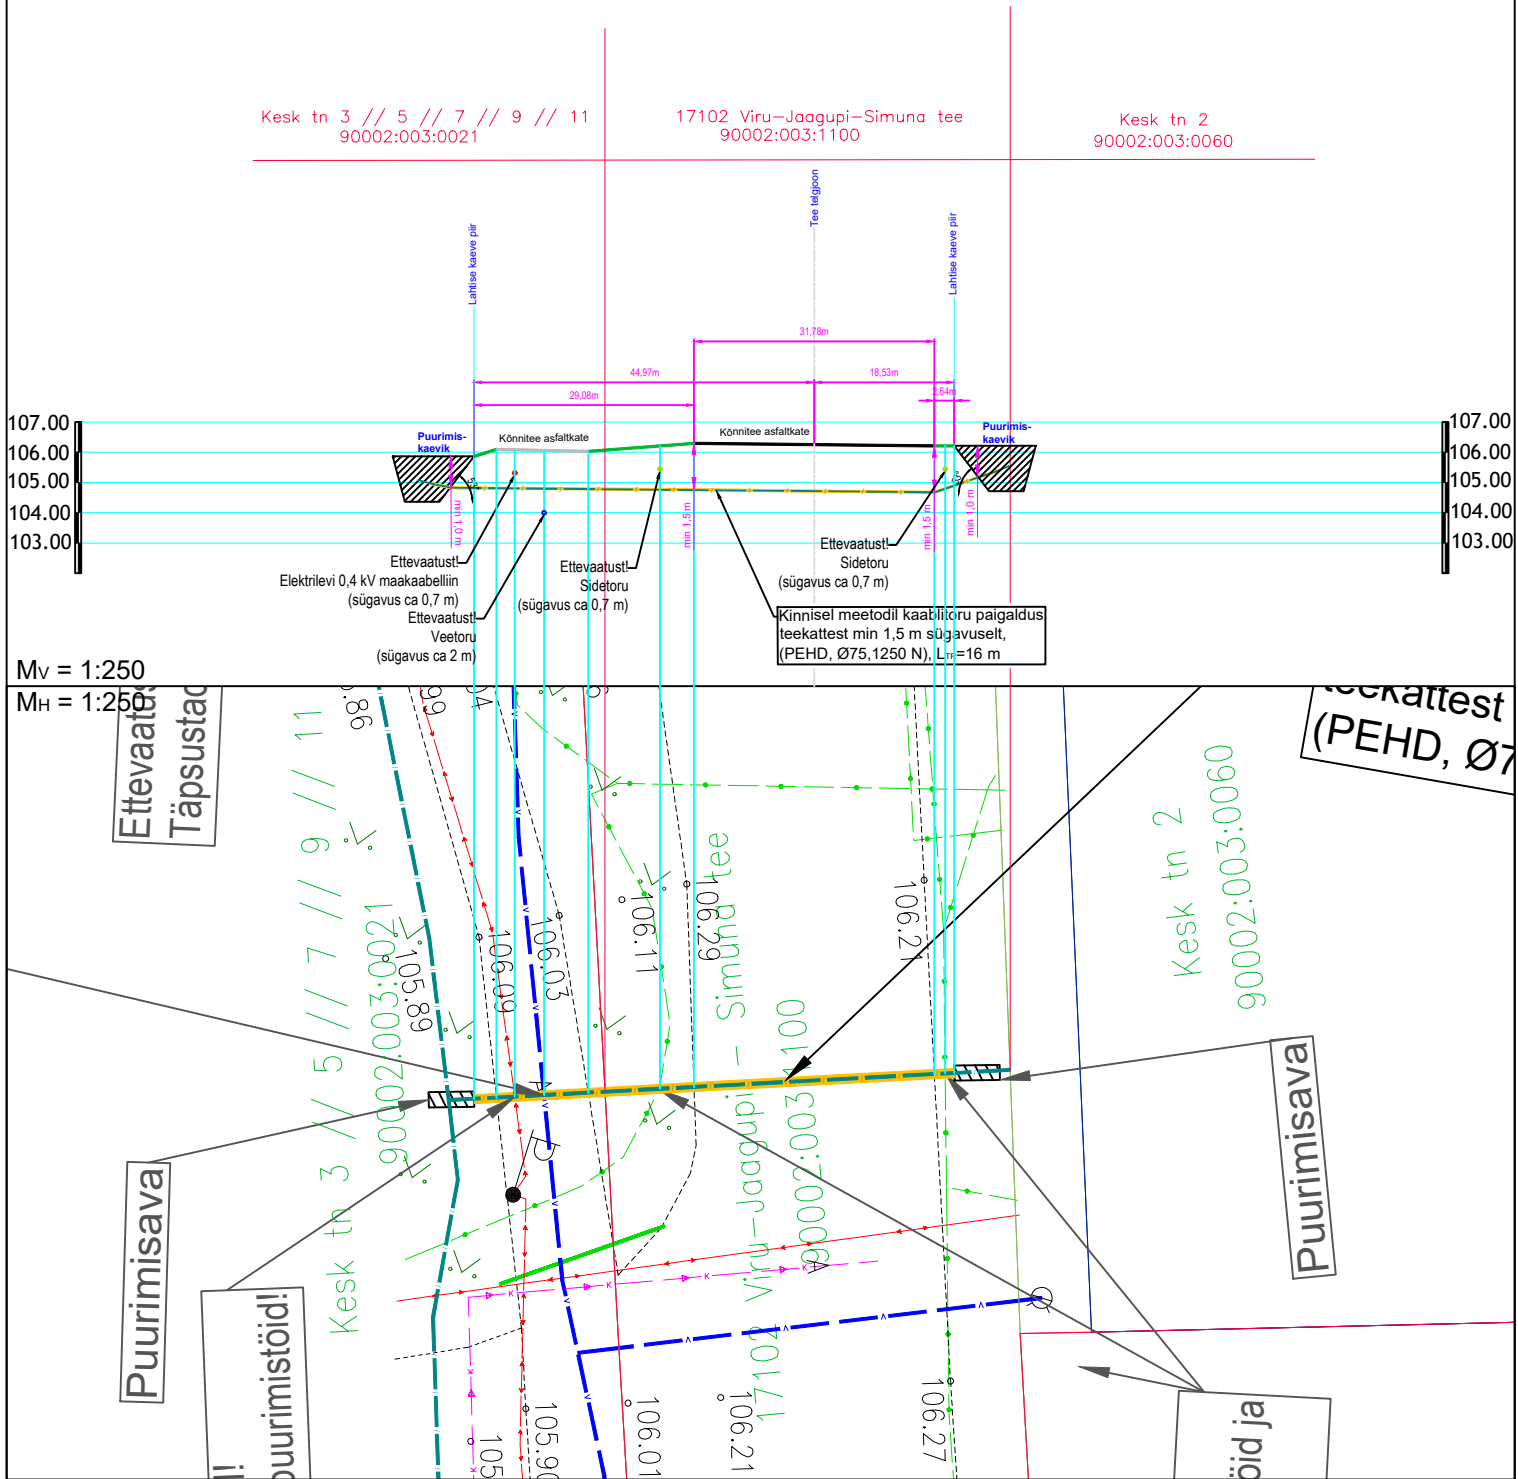 Kesk tn 3 // 5 // 7 // 9 // 11
90002:003:0021
17102 Viru-Jaagupi-Simuna tee
90002:003:1100
Kesk tn 2
90002:003:0060
Lahtise kaeve piir
Tee telgjoon
Lahtise kaeve piir
31,78m
44,97m
18,53m
29,08m
2,64m
107.00
106.00
105.00
104.00
103.00
107.00
106.00
105.00
104.00
103.00
Puurimis-
kaevik
Kõnnitee asfaltkate
Kõnnitee asfaltkate
Puurimis-
kaevik
min 1,0 m
min 1,5 m
min 1,5 m
min 1,0 m
Ettevaatust!
Elektrilevi 0,4 kV maakaabelliin
(sügavus ca 0,7 m)
Ettevaatust!
Veetoru
(sügavus ca 2 m)
Ettevaatust!
Sidetoru
(sügavus ca 0,7 m)
Ettevaatust!
Sidetoru
(sügavus ca 0,7 m)
Kinnisel meetodil kaablitoru paigaldus
teekattest min 1,5 m sügavuselt,
(PEHD, Ø75,1250 N), LTP=16 m
MV = 1:250
MH = 1:250
teekattest
(PEHD, Ø7
Kesk tn 3 // 5 // 7 // 9 // 11
90002:003:0021
17102 Viru-Jaagupi - Simuna tee
90002:003:1100
Kesk tn 2
90002:003:0060
105.89
106.09
106.03
106.11
106.29
106.21
105.90
106.01
106.21
106.27
Puurimisava
Puurimisava
puurimistöid!